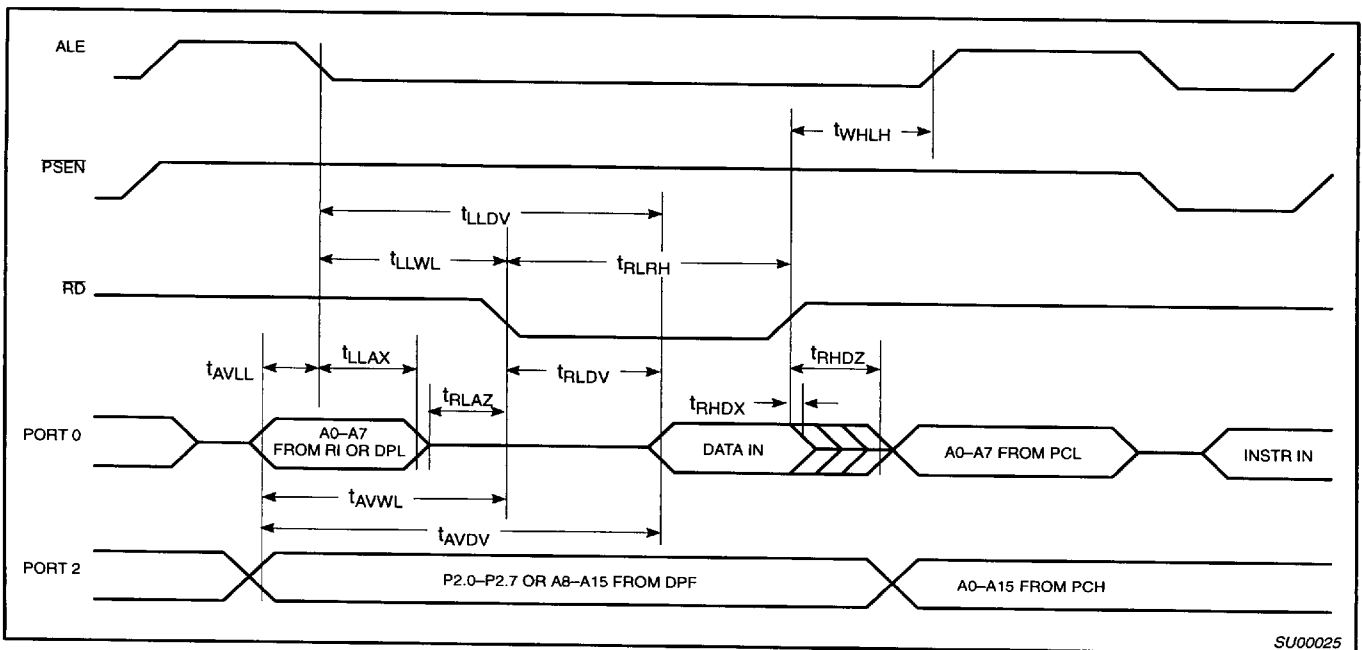 ALE
tWHLH
PSEN
tLLDV
tLLWL
tRLRH
RD
tAVLL
tLLAX
tRLAZ
tRLDV
tRHDZ
tRHDX
PORT 0
A0–A7
FROM RI OR DPL
DATA IN
A0–A7 FROM PCL
INSTR IN
tAVWL
tAVDV
PORT 2
P2.0–P2.7 OR A8–A15 FROM DPF
A0–A15 FROM PCH
SU00025